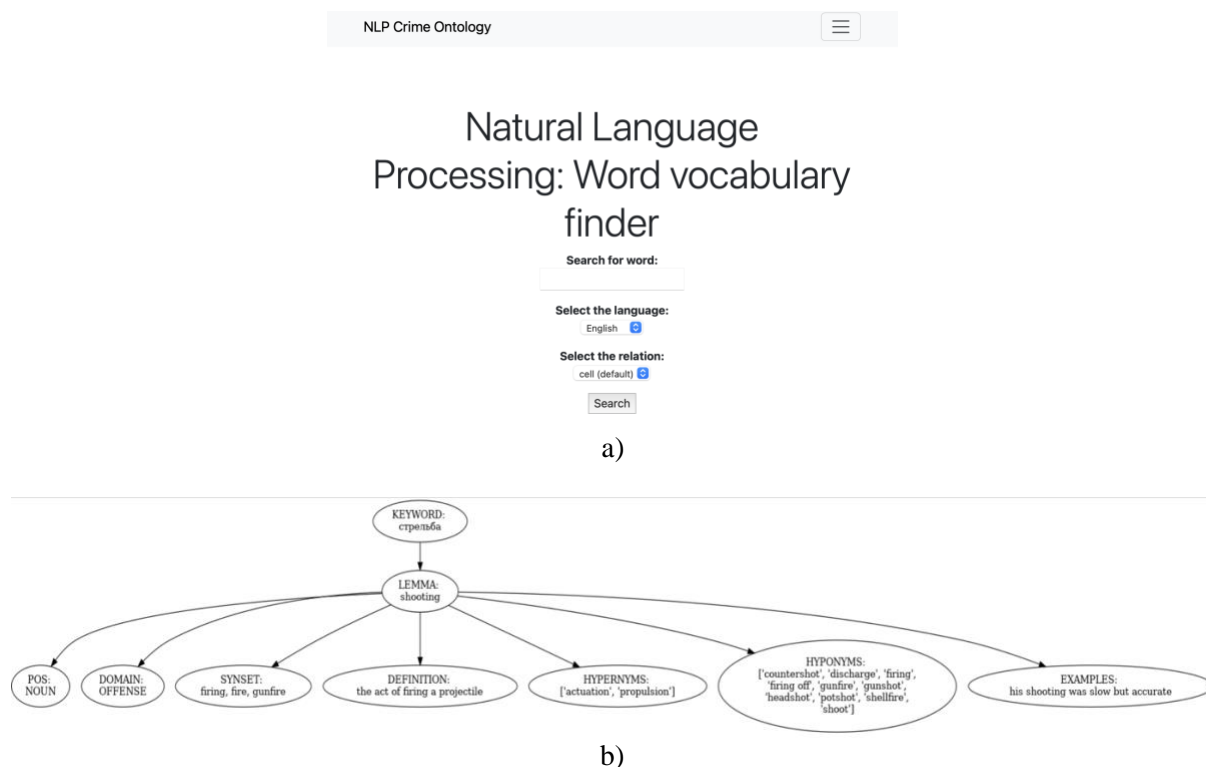 NLP Crime Ontology
Natural Language
Processing: Word vocabulary
finder
Search for word:
Select the language:
English
Select the relation:
cell (default)
Search
a)
KEYWORD:
стрельба
LEMMA:
shooting
POS:
NOUN
DOMAIN:
OFFENSE
SYNSET:
firing, fire, gunfire
DEFINITION:
the act of firing a projectile
HYPERNYMS:
['actuation', 'propulsion']
HYPONYMS:
['countershot', 'discharge', 'firing',
'firing off', 'gunfire', 'gunshot',
'headshot', 'potshot', 'shellfire',
'shoot']
EXAMPLES:
his shooting was slow but accurate
b)